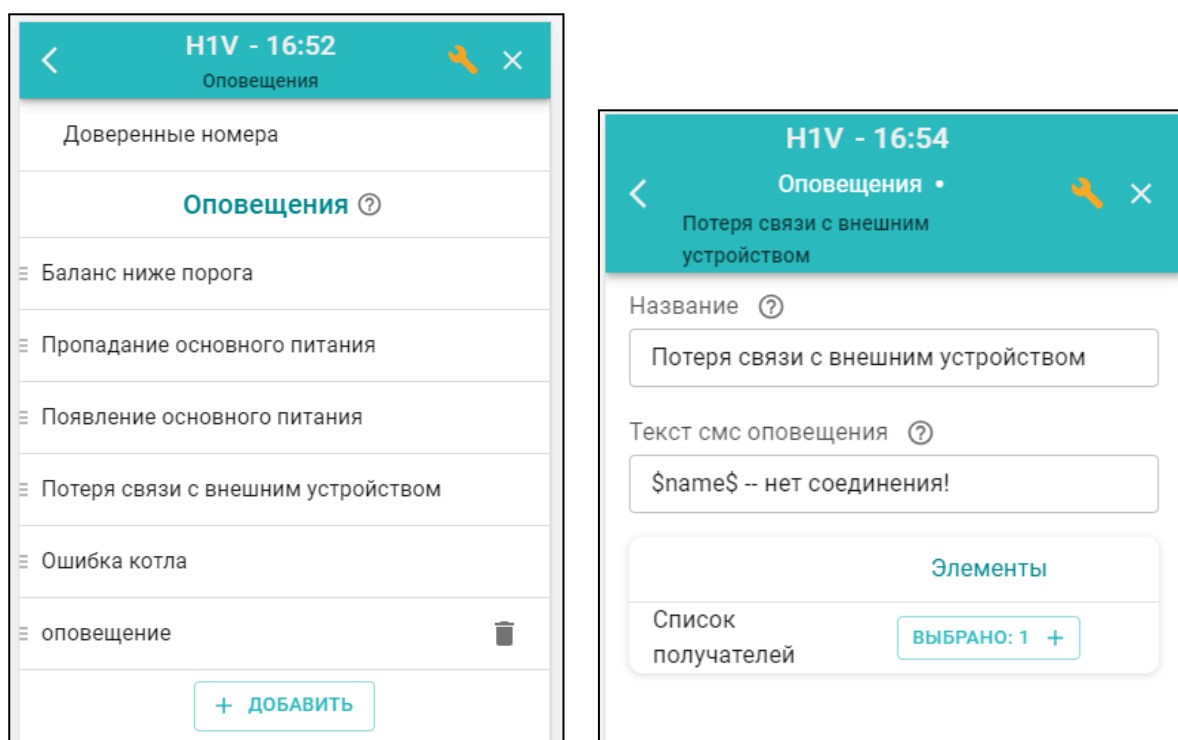 H1V - 16:52
Оповещения
Доверенные номера
Оповещения ?
Баланс ниже порога
Пропадание основного питания
Появление основного питания
Потеря связи с внешним устройством
Ошибка котла
оповещение
+ ДОБАВИТЬ
H1V - 16:54
Оповещения •
Потеря связи с внешним
устройством
Название ?
Потеря связи с внешним устройством
Текст смс оповещения ?
$name$ -- нет соединения!
Элементы
Список
получателей
ВЫБРАНО: 1 +